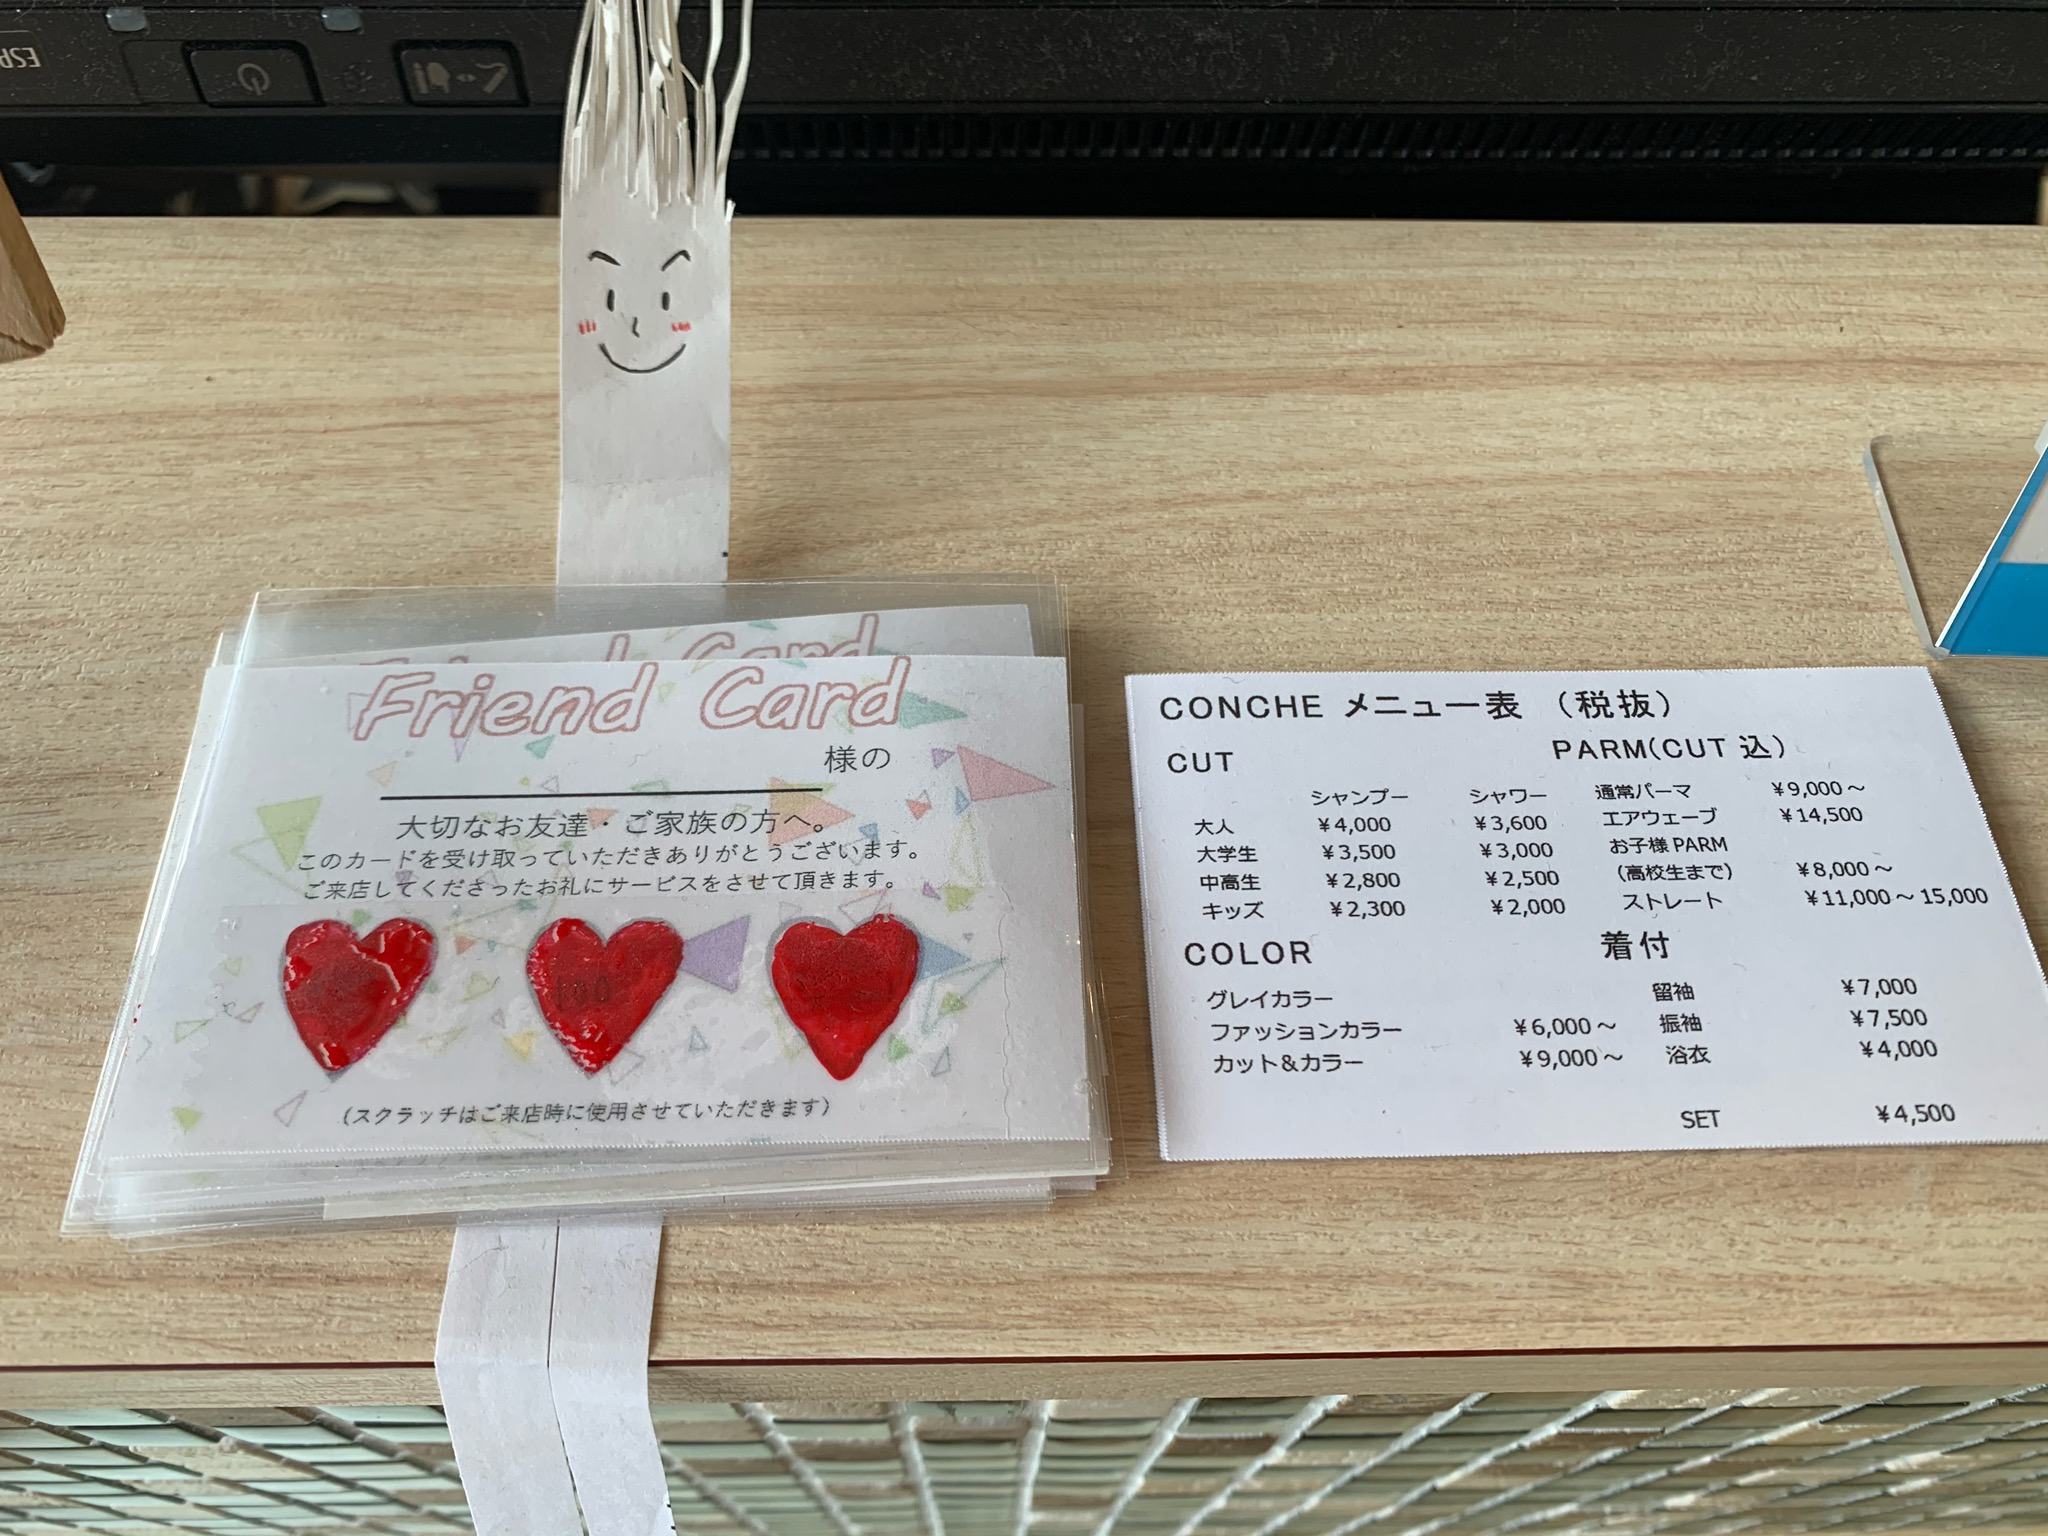 Friend Card
様の
大切なお友達・ご家族の方へ。
このカードを受け取っていただきありがとうございます。
ご来店してくださったお礼にサービスをさせて頂きます。
100
(スクラッチはご来店時に使用させていただきます)
CONCHE メニュー表 (税抜)
CUT
シャンプー シャワー
大人 ¥4,000 ¥3,600
大学生 ¥3,500 ¥3,000
中高生 ¥2,800 ¥2,500
キッズ ¥2,300 ¥2,000
PARM(CUT 込)
通常パーマ ¥9,000～
エアウェーブ ¥14,500
お子様 PARM
(高校生まで) ¥8,000～
ストレート ¥11,000～15,000
COLOR
グレイカラー
ファッションカラー ¥6,000～
カット＆カラー ¥9,000～
着付
留袖 ¥7,000
振袖 ¥7,500
浴衣 ¥4,000
SET ¥4,500